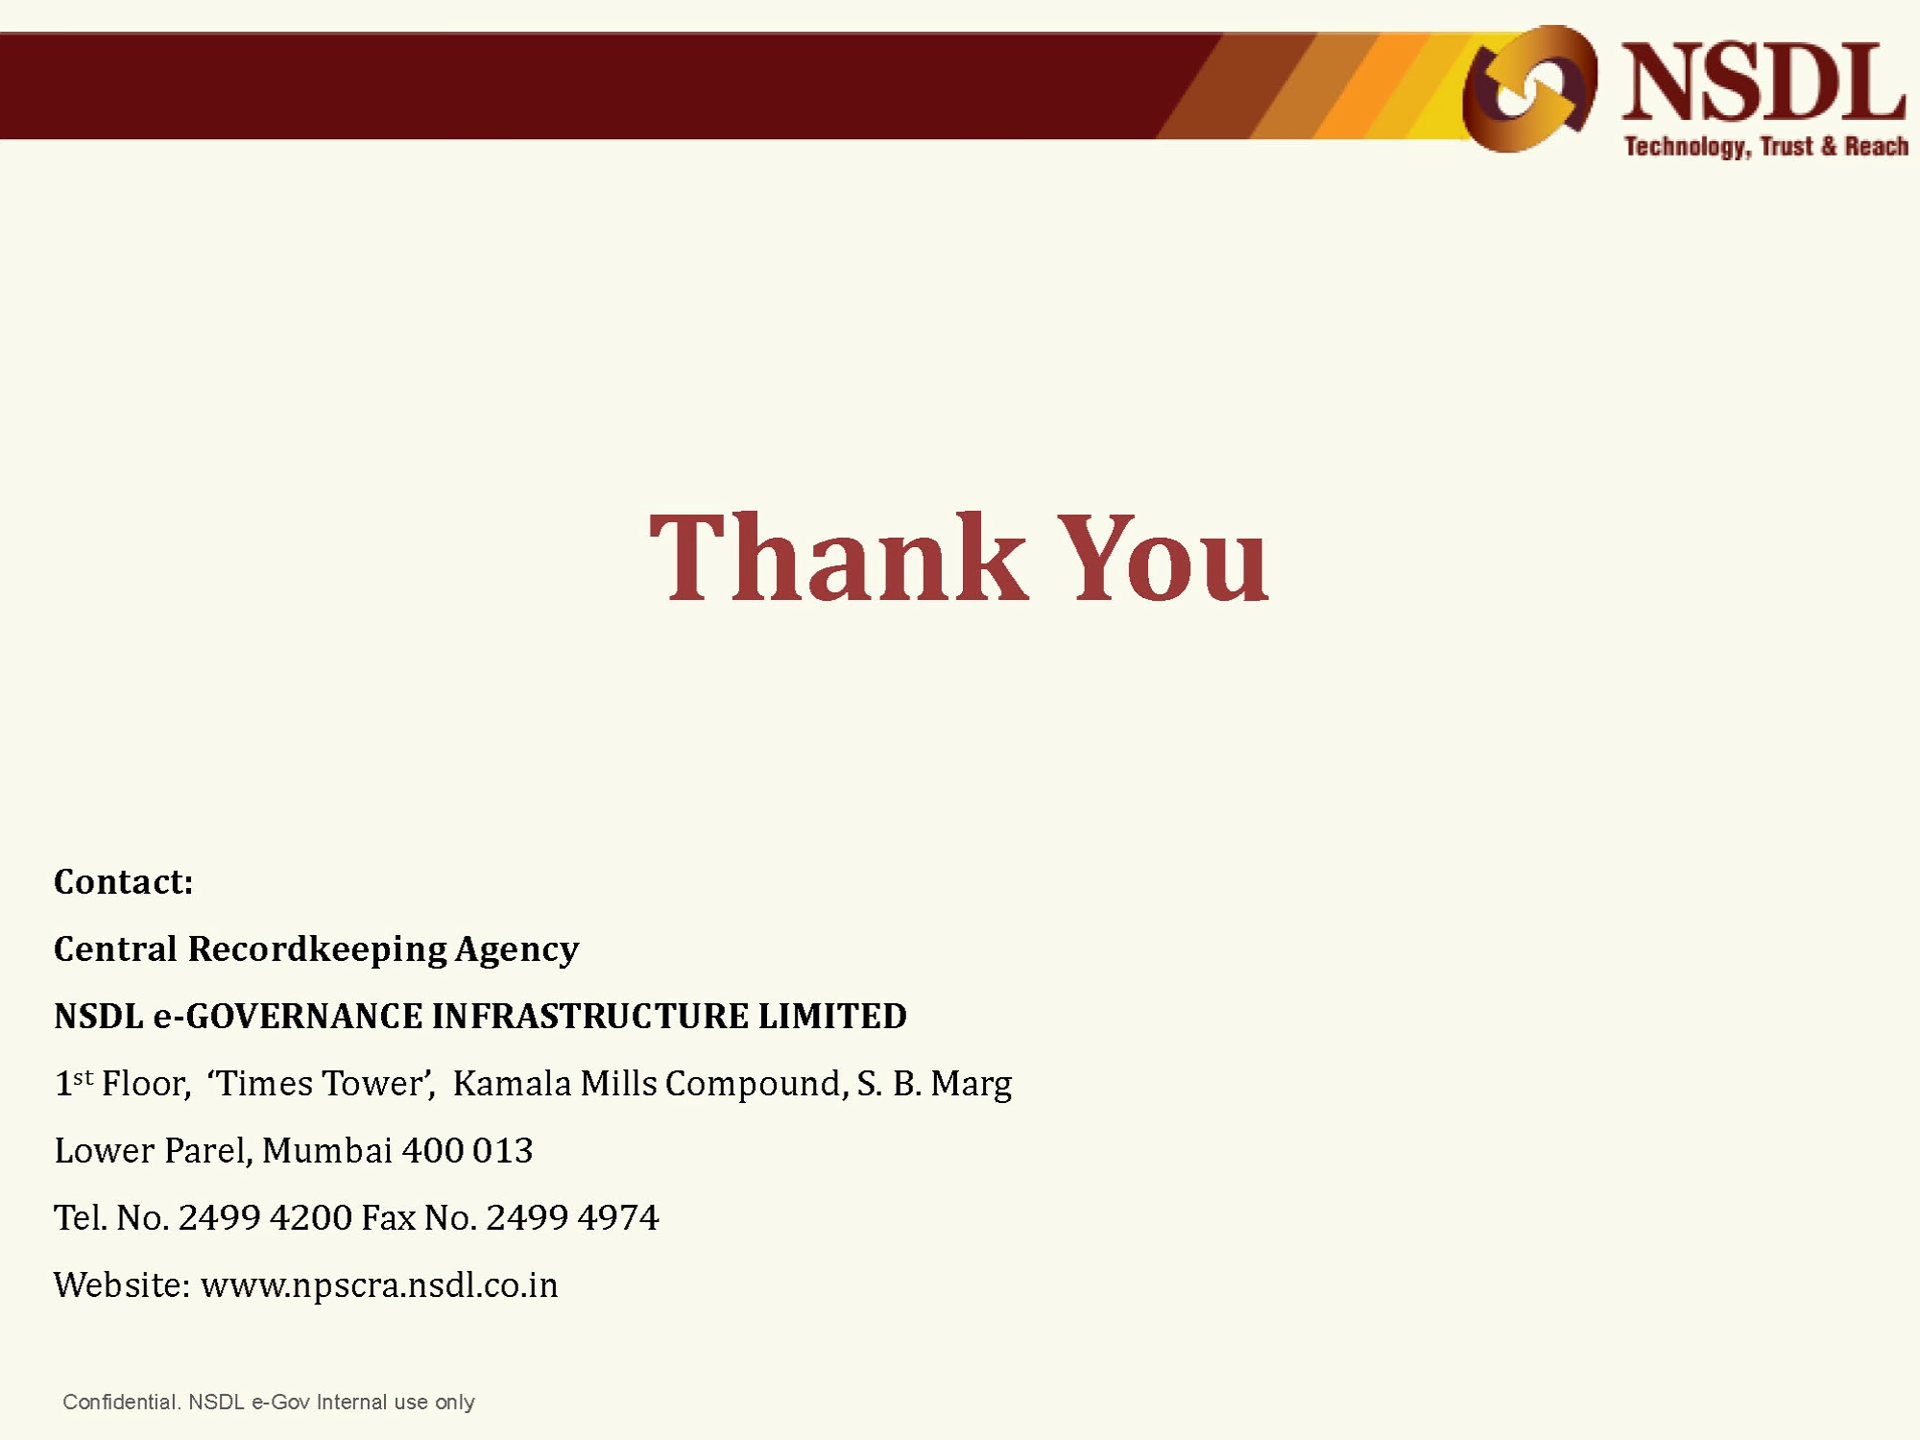 NSDL
Technology, Trust & Reach
Thank You
Contact:
Central Recordkeeping Agency
NSDL e-GOVERNANCE INFRASTRUCTURE LIMITED
1st Floor, ‘Times Tower’, Kamala Mills Compound, S. B. Marg
Lower Parel, Mumbai 400 013
Tel. No. 2499 4200 Fax No. 2499 4974
Website: www.npscra.nsdl.co.in
Confidential. NSDL e-Gov Internal use only